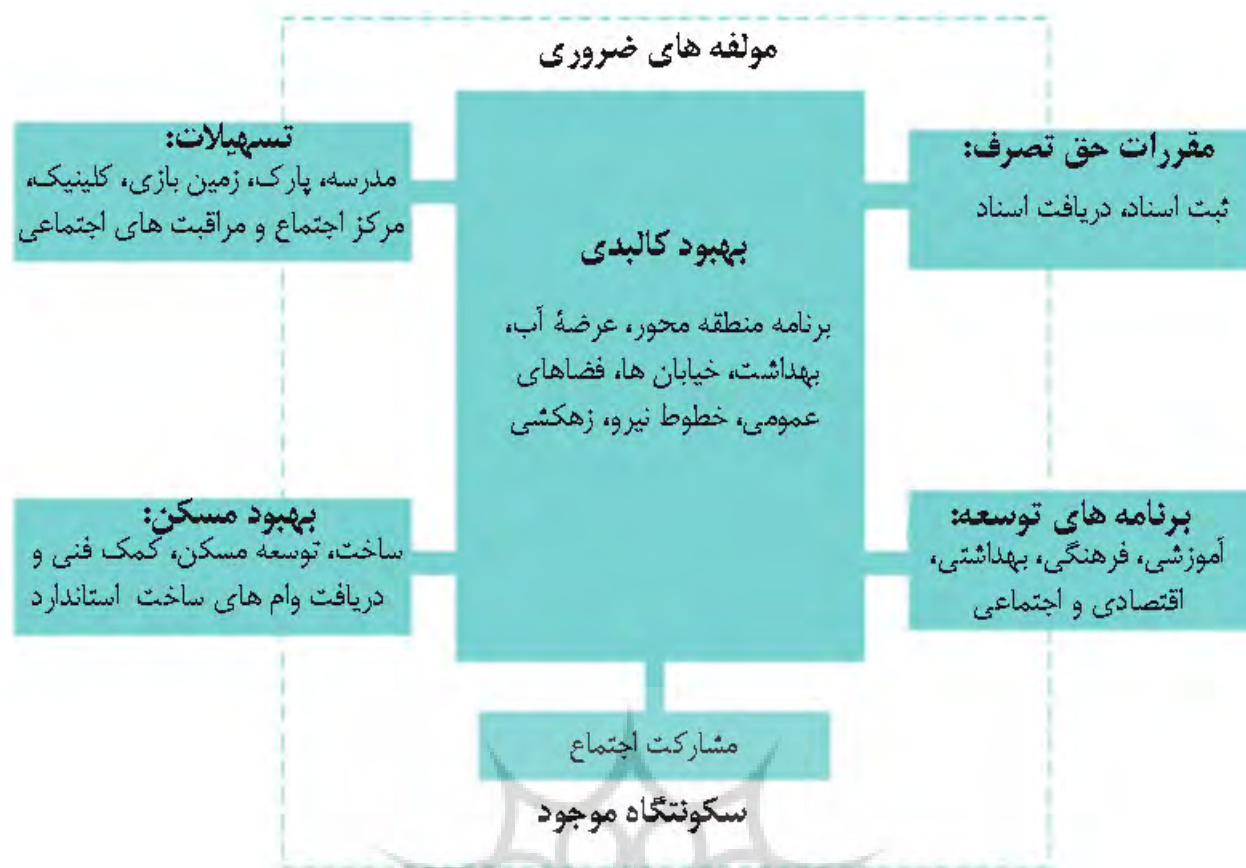 مولفه های ضروری
مقررات حق تصرف:
ثبت اسناد، دریافت اسناد
تسهیلات:
مدرسه، پارک، زمین بازی، کلینیک،
مرکز اجتماع و مراقبت های اجتماعی
بهبود کالبدی
برنامه منطقه محور، عرضۀ آب،
بهداشت، خیابان ها، فضاهای
عمومی، خطوط نیرو، زهکشی
برنامه های توسعه:
آموزشی، فرهنگی، بهداشتی،
اقتصادی و اجتماعی
بهبود مسکن:
ساخت، توسعه مسکن، کمک فنی و
دریافت وام های ساخت استاندارد
مشارکت اجتماع
سکونتگاه موجود